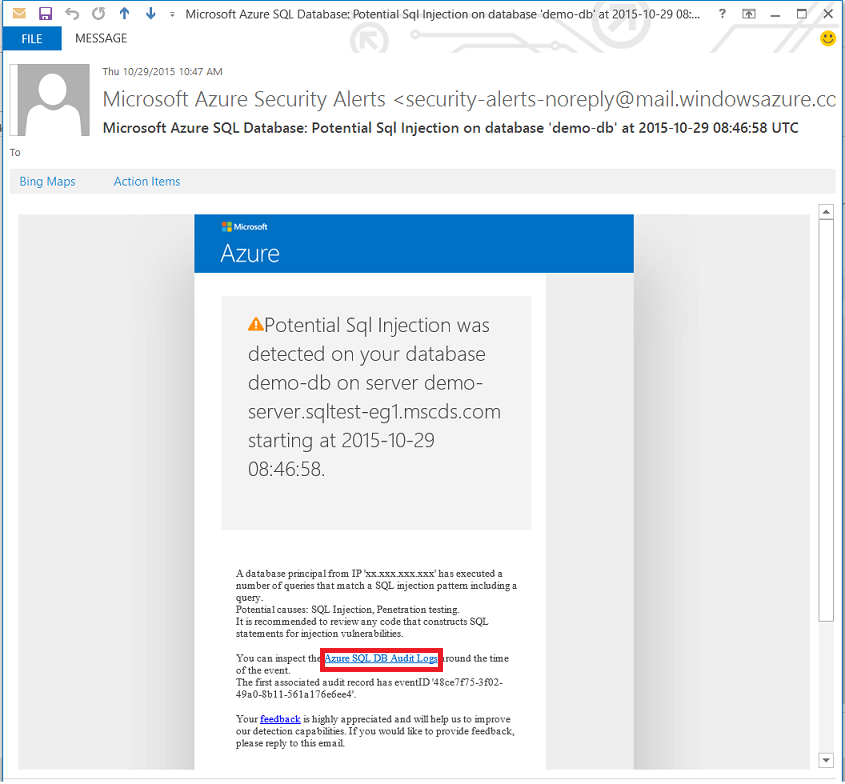 Microsoft Azure SQL Database: Potential Sql Injection on database 'demo-db' at 2015-10-29 08:...
FILE MESSAGE
Thu 10/29/2015 10:47 AM
Microsoft Azure Security Alerts <security-alerts-noreply@mail.windowsazure.co
Microsoft Azure SQL Database: Potential Sql Injection on database 'demo-db' at 2015-10-29 08:46:58 UTC
To
Bing Maps Action Items
Microsoft
Azure
Potential Sql Injection was
detected on your database
demo-db on server demo-
server.sqltest-eg1.mscds.com
starting at 2015-10-29
08:46:58.
A database principal from IP 'xx.xxx.xxx.xxx' has executed a
number of queries that match a SQL injection pattern including a
query.
Potential causes: SQL Injection, Penetration testing.
It is recommended to review any code that constructs SQL
statements for injection vulnerabilities.
You can inspect the Azure SQL DB Audit Logs around the time
of the event.
The first associated audit record has eventID '48ce7f75-3f02-
49a0-8b11-561a176e6ee4'.
Your feedback is highly appreciated and will help us to improve
our detection capabilities. If you would like to provide feedback,
please reply to this email.